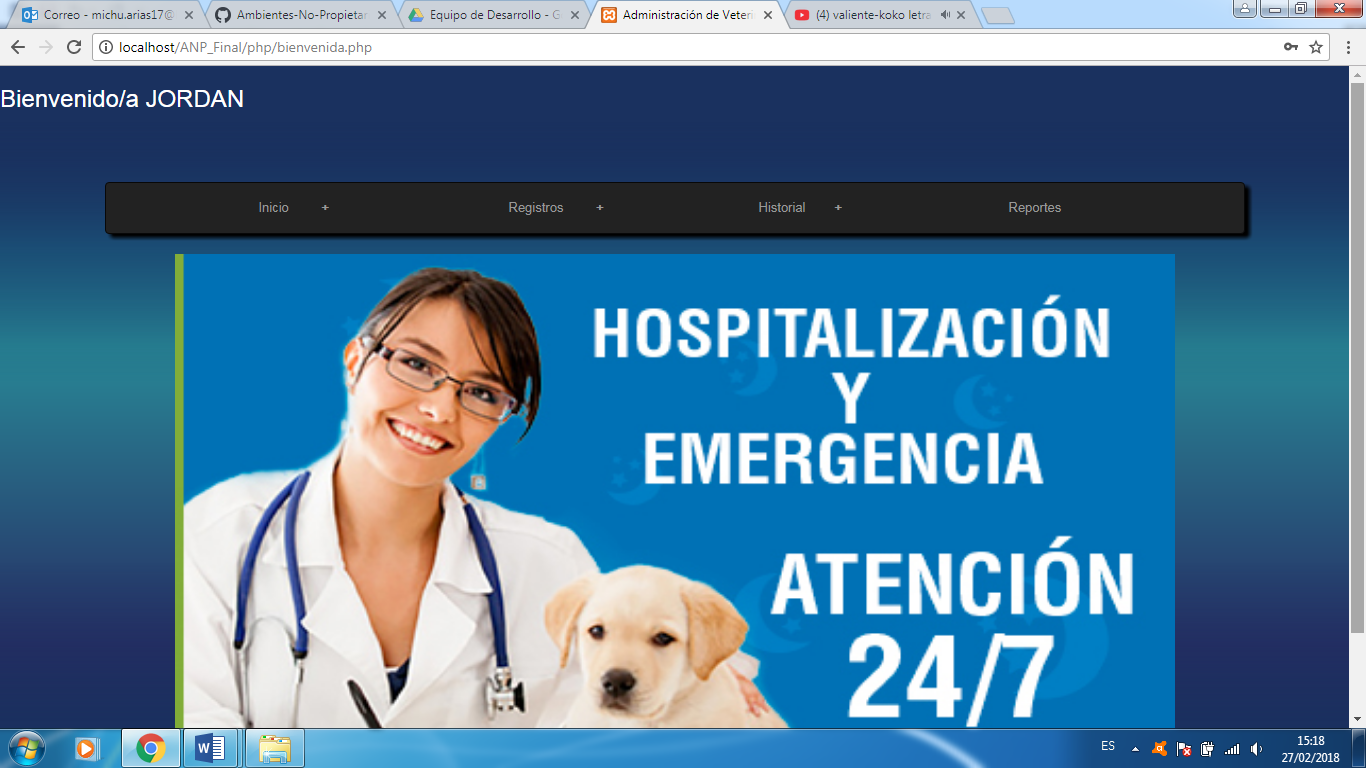 Correo - michu.arias17@
Ambientes-No-Propietar
Equipo de Desarrollo - G
Administración de Veteri
(4) valiente-koko letra
localhost/ANP_Final/php/bienvenida.php
Bienvenido/a JORDAN
Inicio + Registros + Historial + Reportes
HOSPITALIZACIÓN
Y
EMERGENCIA
ATENCIÓN
24/7
ES
15:18
27/02/2018